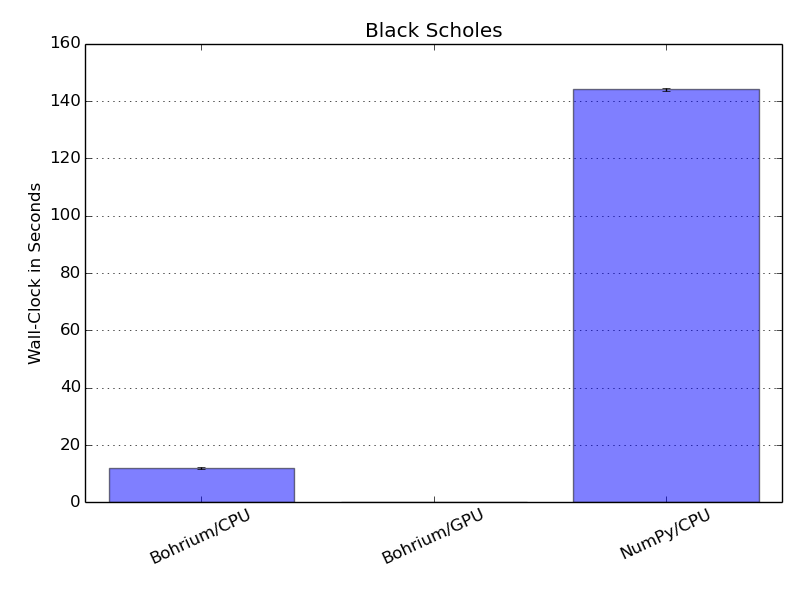 Black Scholes
Wall-Clock in Seconds
160
140
120
100
80
60
40
20
0
Bohrium/CPU
Bohrium/GPU
NumPy/CPU